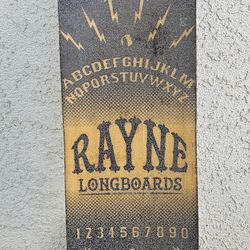 ABCDEFGHIJKLM
NOPQRSTUVWXYZ
RAYNE
LONGBOARDS
1234567890